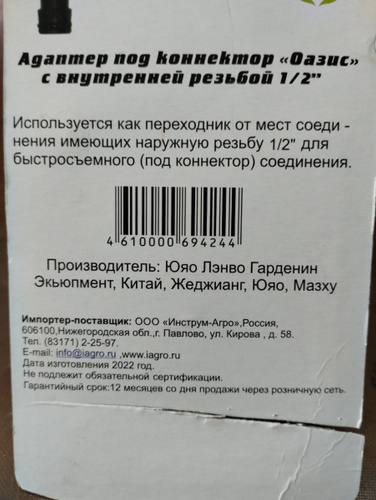 Адаптер под коннектор «Оазис»
с внутренней резьбой 1/2"
Используется как переходник от мест соеди -
нения имеющих наружную резьбу 1/2" для
быстросъемного (под коннектор) соединения.
4 610000 694244
Производитель: Юяо Лэнво Гарденин
Экьюпмент, Китай, Жеджианг, Юяо, Мазху
Импортер-поставщик: ООО «Инструм-Агро»,Россия,
606100,Нижегородская обл.,г. Павлово, ул. Кирова , д. 58.
Тел. (83171) 2-25-97.
E-mail: info@iagro.ru ,www.iagro.ru
Дата изготовления 2022 год.
Не подлежит обязательной сертификации.
Гарантийный срок:12 месяцев со дня продажи через розничную сеть.